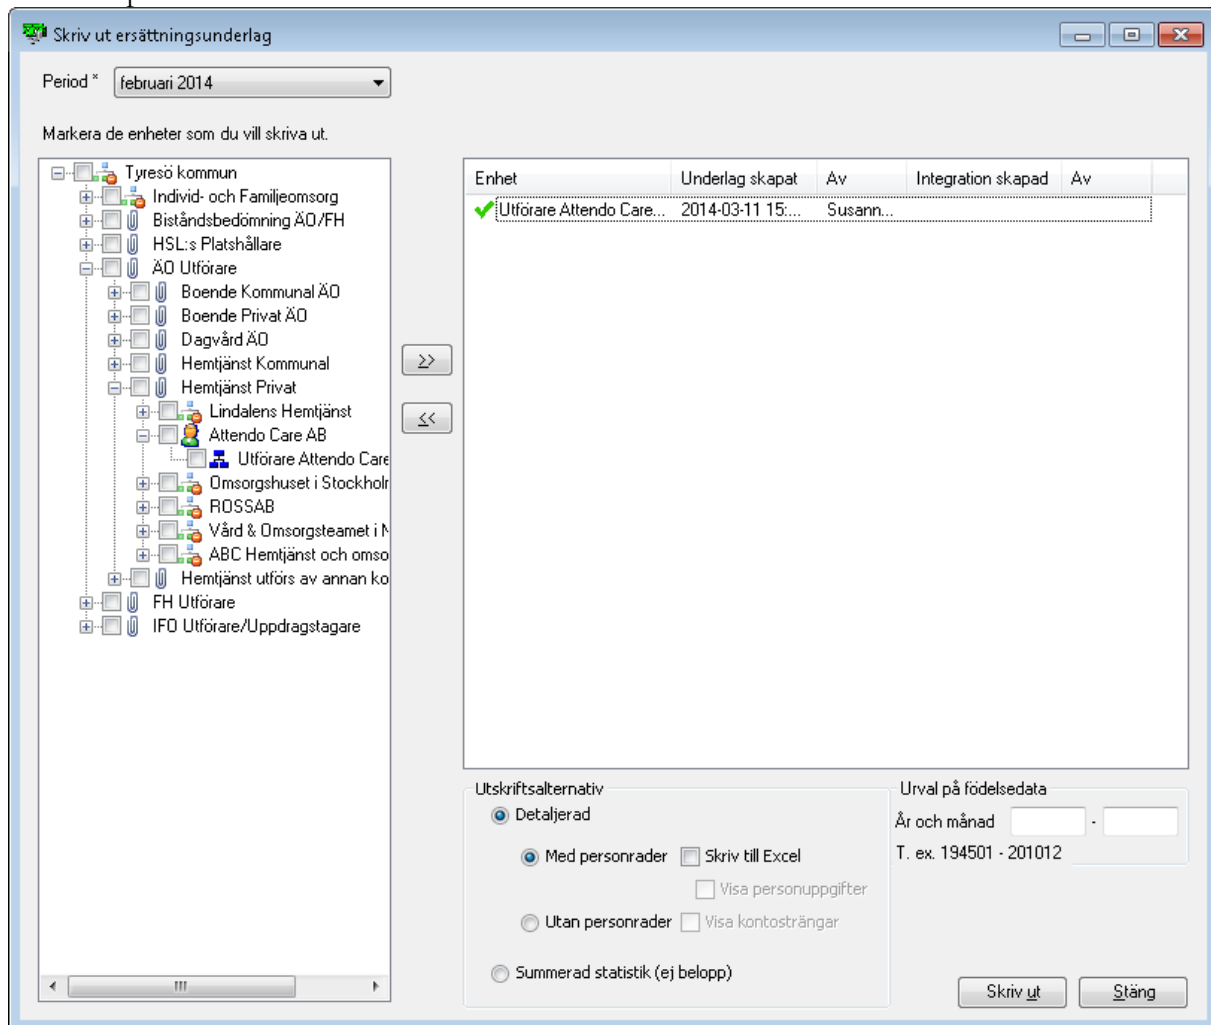 Skriv ut ersättningsunderlag
Period * februari 2014
Markera de enheter som du vill skriva ut.
Tyresö kommun
Individ- och Familjeomsorg
Biståndsbedömning ÄO/FH
HSL:s Platshållare
ÄO Utförare
Boende Kommunal ÄO
Boende Privat ÄO
Dagvård ÄO
Hemtjänst Kommunal
Hemtjänst Privat
Lindalens Hemtjänst
Attendo Care AB
Utförare Attendo Care
Omsorgshuset i Stockholm
ROSSAB
Vård & Omsorgsteamet i N
ABC Hemtjänst och omso
Hemtjänst utförs av annan ko
FH Utförare
IFO Utförare/Uppdragstagare
>>
<<
Enhet Underlag skapat Av Integration skapad Av
Utförare Attendo Care... 2014-03-11 15:... Susann...
Utskriftsalternativ
Detaljerad
Med personrader Skriv till Excel
Visa personuppgifter
Utan personrader Visa kontosträngar
Summerad statistik (ej belopp)
Urval på födelsedata
År och månad -
T. ex. 194501 - 201012
Skriv ut Stäng